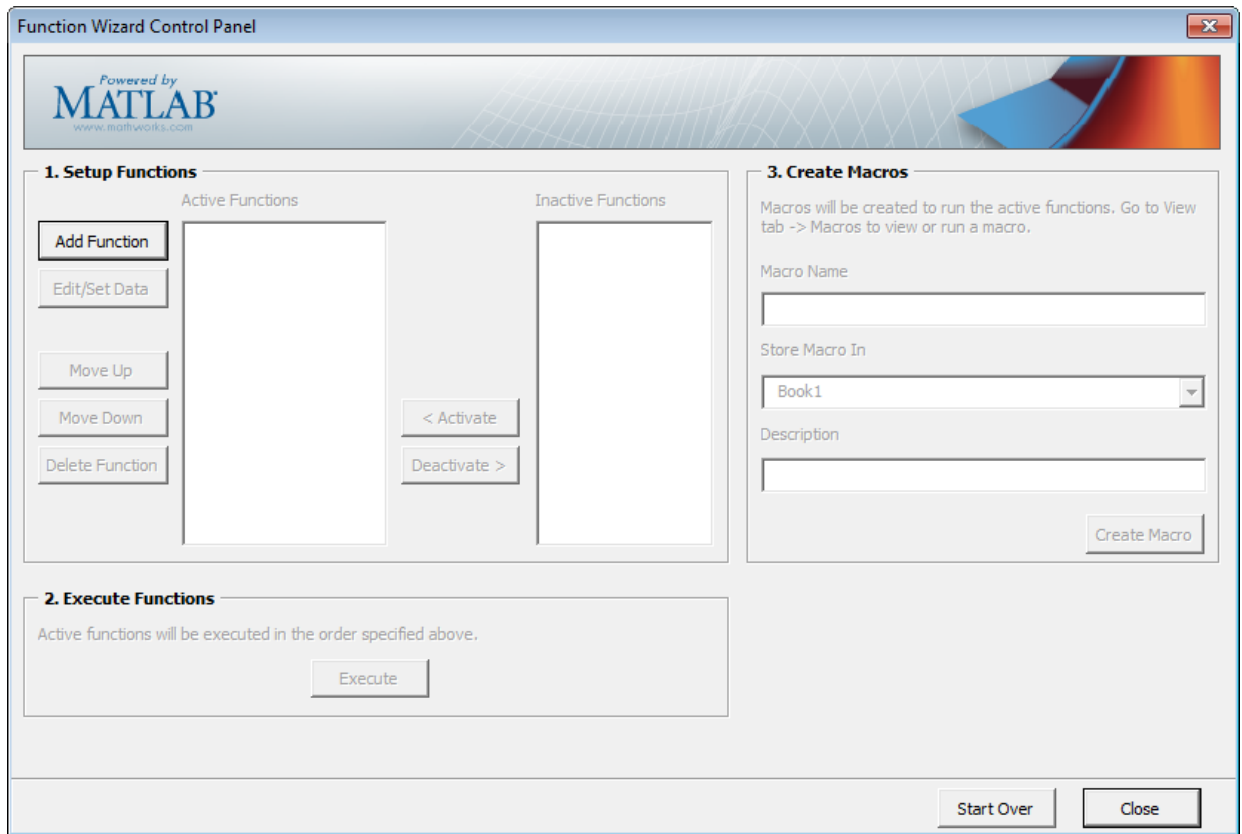 Function Wizard Control Panel
Powered by
MATLAB
www.mathworks.com
1. Setup Functions
Active Functions
Inactive Functions
Add Function
Edit/Set Data
Move Up
Move Down
Delete Function
< Activate
Deactivate >
2. Execute Functions
Active functions will be executed in the order specified above.
Execute
3. Create Macros
Macros will be created to run the active functions. Go to View
tab -> Macros to view or run a macro.
Macro Name
Store Macro In
Book1
Description
Create Macro
Start Over
Close